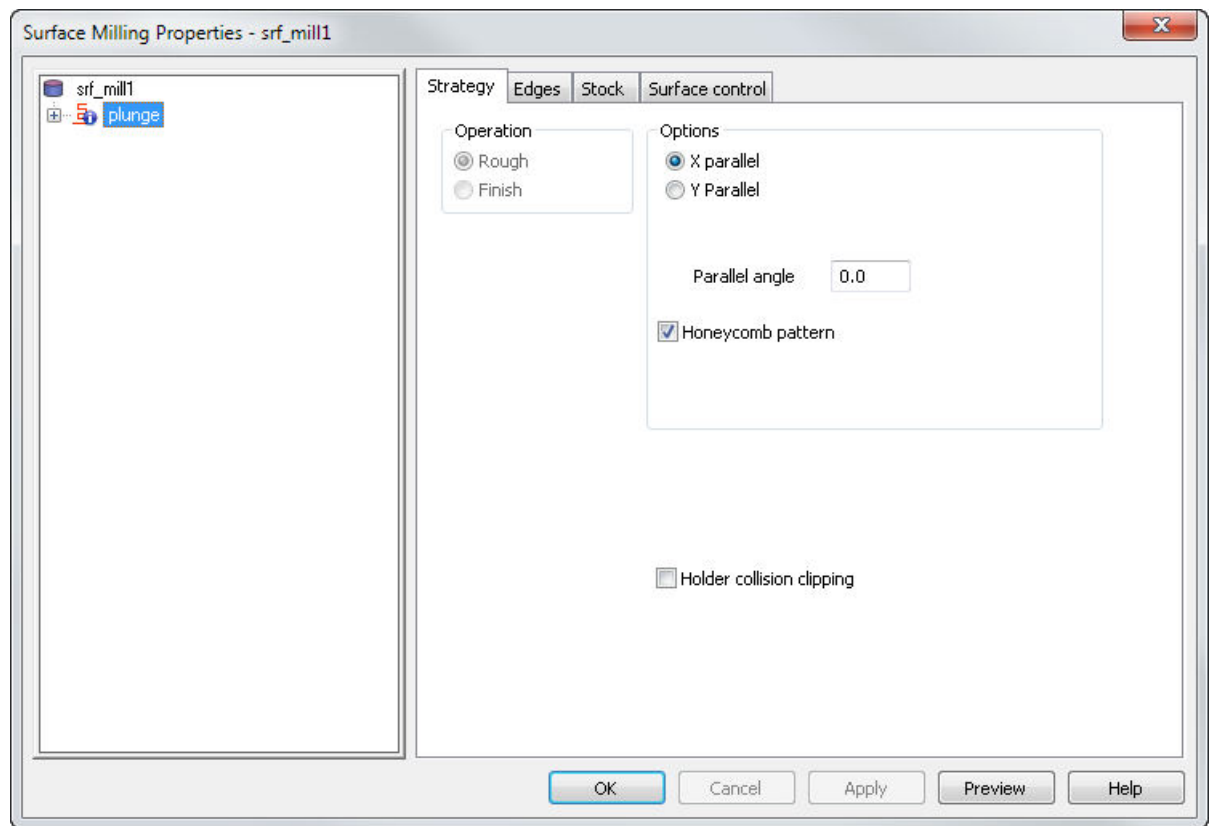 Surface Milling Properties - srf_mill1
srf_mill1
plunge
Strategy Edges Stock Surface control
Operation
Rough
Finish
Options
X parallel
Y Parallel
Parallel angle 0.0
Honeycomb pattern
Holder collision clipping
OK Cancel Apply Preview Help